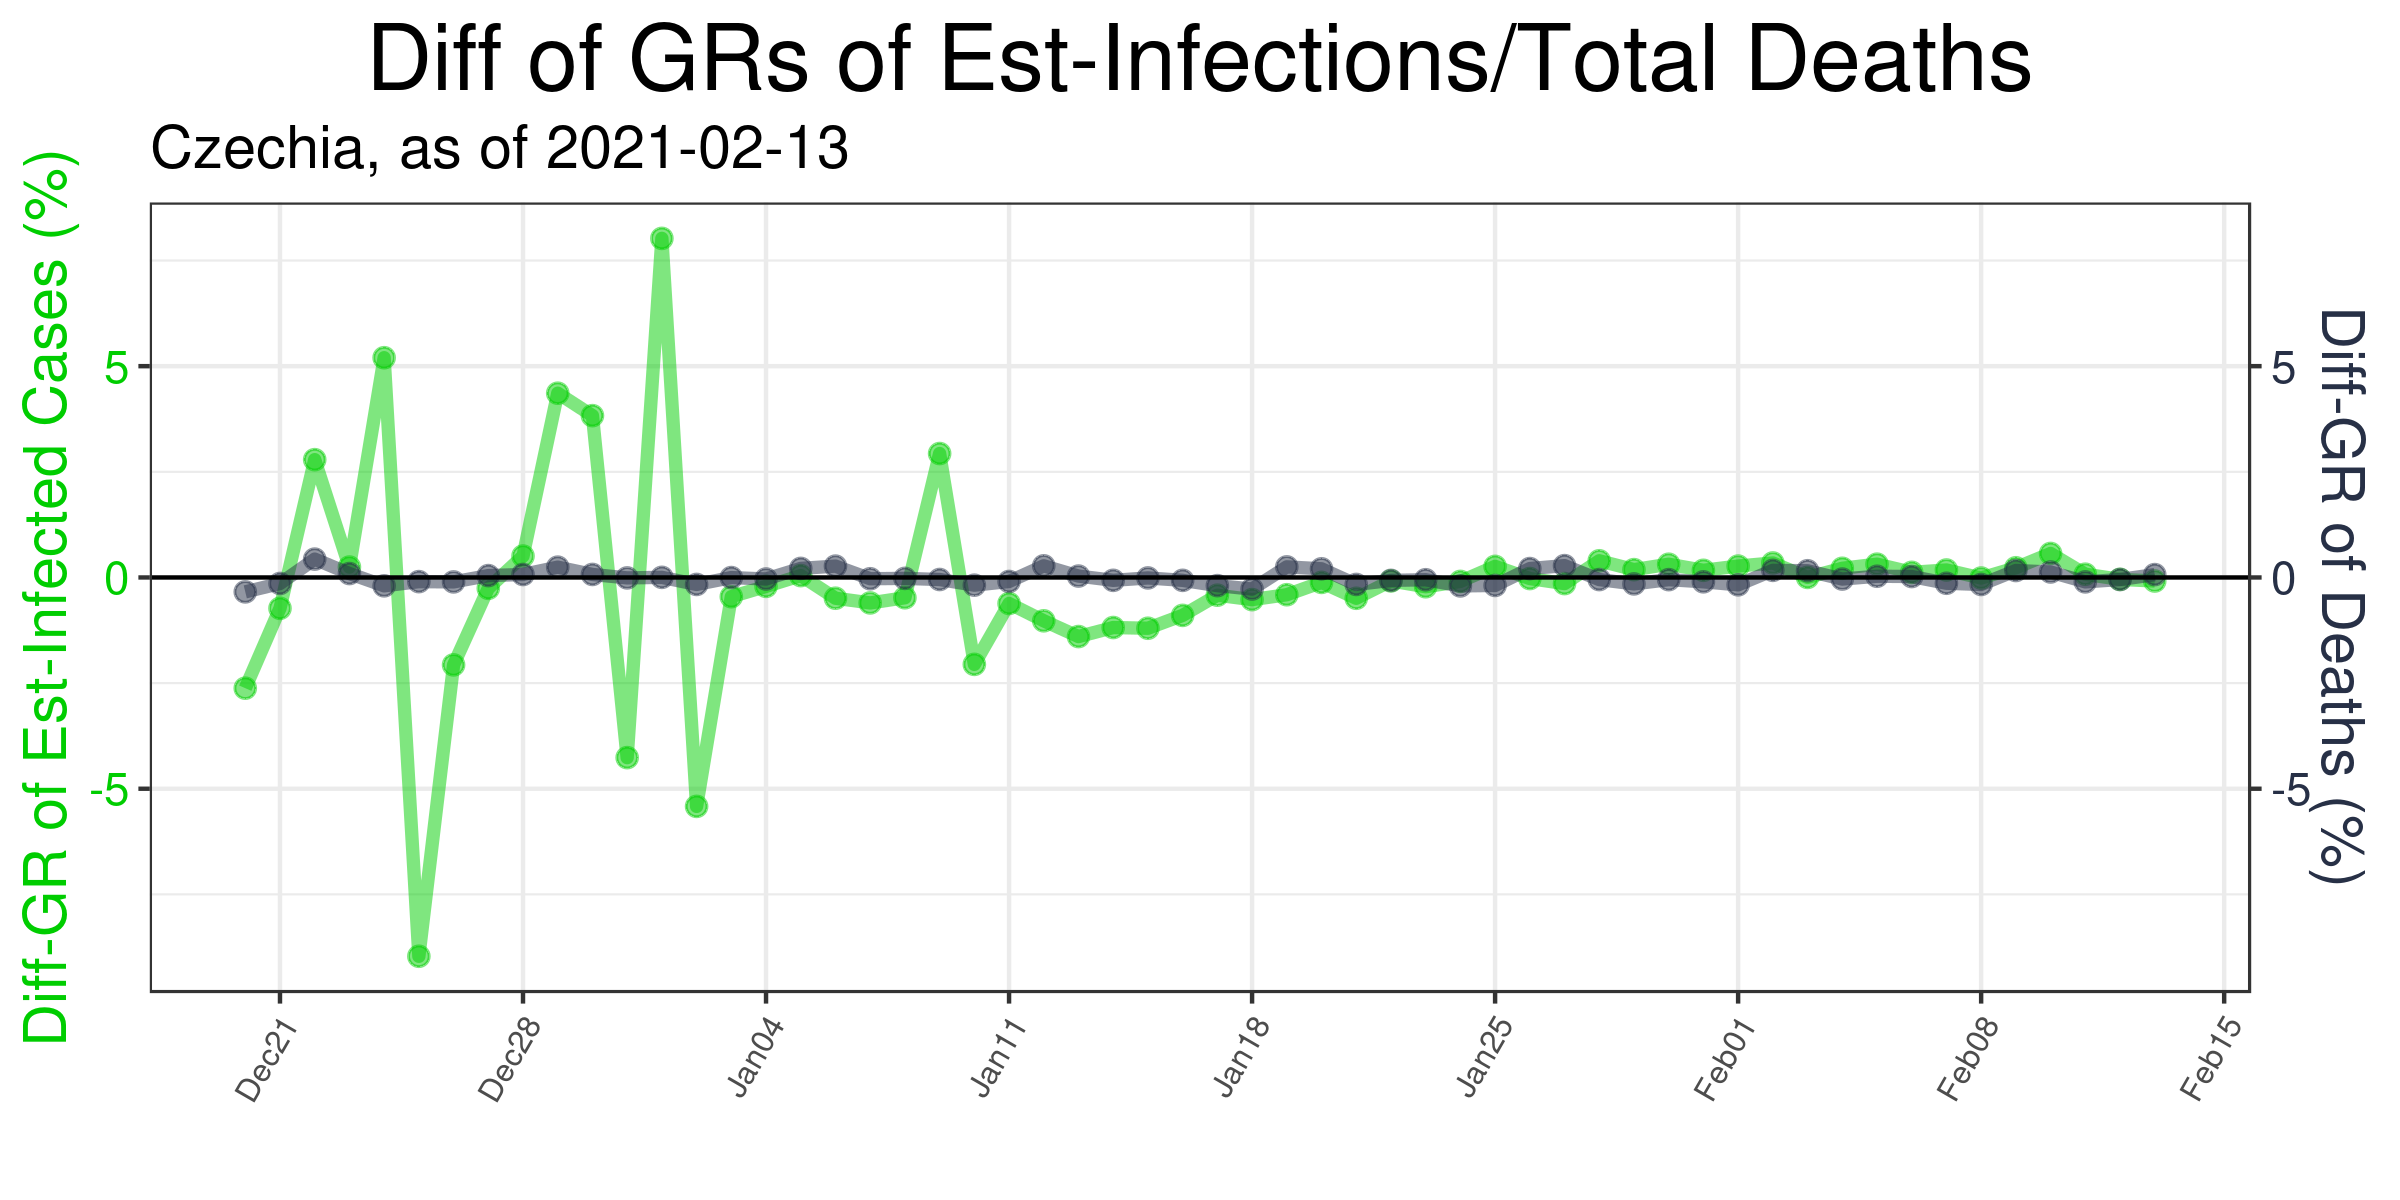 Diff of GRs of Est-Infections/Total Deaths
Czechia, as of 2021-02-13
Diff-GR of Est-Infected Cases (%)
5
0
-5
5
0
-5
Diff-GR of Deaths (%)
Dec21
Dec28
Jan04
Jan11
Jan18
Jan25
Feb01
Feb08
Feb15